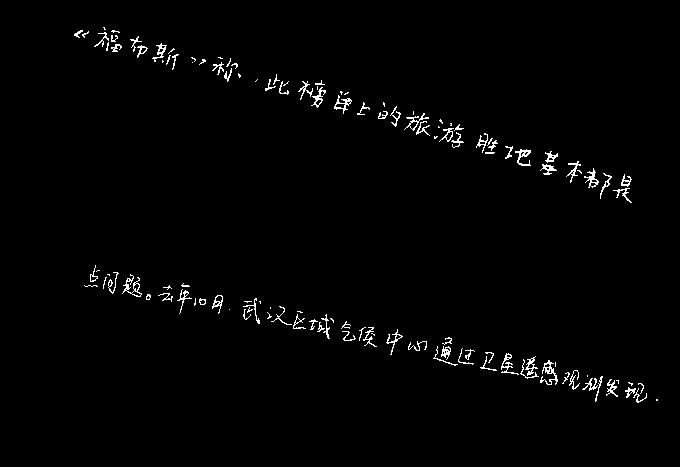 《福布斯》称,此榜单上的旅游胜地基本都是
点问题。去年10月,武汉区域气候中心通过卫星遥感观测发现,